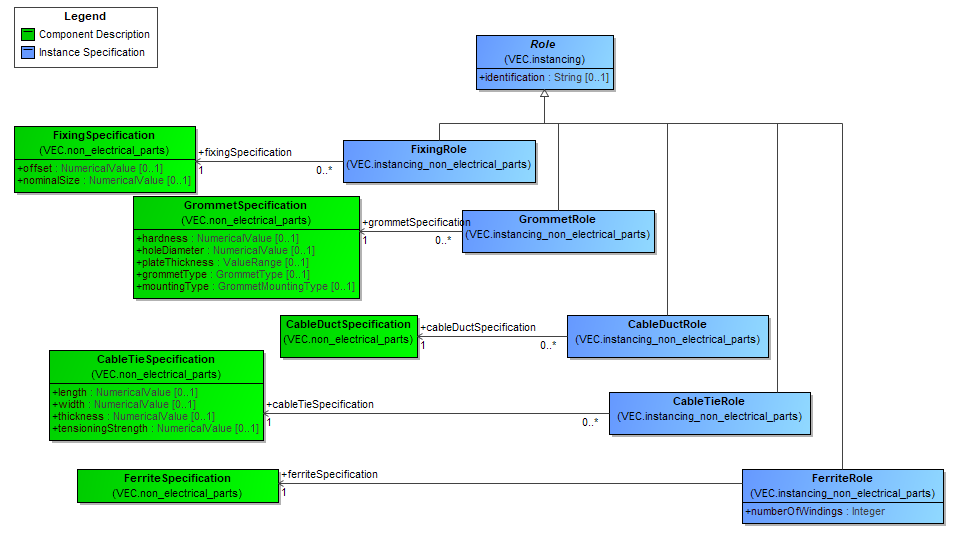 Legend
Component Description
Instance Specification
Role
(VEC.instancing)
+identification : String [0..1]
FixingSpecification
(VEC.non_electrical_parts)
+offset : NumericalValue [0..1]
+nominalSize : NumericalValue [0..1]
+fixingSpecification
1
0..*
FixingRole
(VEC.instancing_non_electrical_parts)
GrommetSpecification
(VEC.non_electrical_parts)
+hardness : NumericalValue [0..1]
+holeDiameter : NumericalValue [0..1]
+plateThickness : ValueRange [0..1]
+grommetType : GrommetType [0..1]
+mountingType : GrommetMountingType [0..1]
+grommetSpecification
1
0..*
GrommetRole
(VEC.instancing_non_electrical_parts)
CableDuctSpecification
(VEC.non_electrical_parts)
+cableDuctSpecification
1
0..*
CableDuctRole
(VEC.instancing_non_electrical_parts)
CableTieSpecification
(VEC.non_electrical_parts)
+length : NumericalValue [0..1]
+width : NumericalValue [0..1]
+thickness : NumericalValue [0..1]
+tensioningStrength : NumericalValue [0..1]
+cableTieSpecification
1
0..*
CableTieRole
(VEC.instancing_non_electrical_parts)
FerriteSpecification
(VEC.non_electrical_parts)
+ferriteSpecification
1
FerriteRole
(VEC.instancing_non_electrical_parts)
+numberOfWindings : Integer